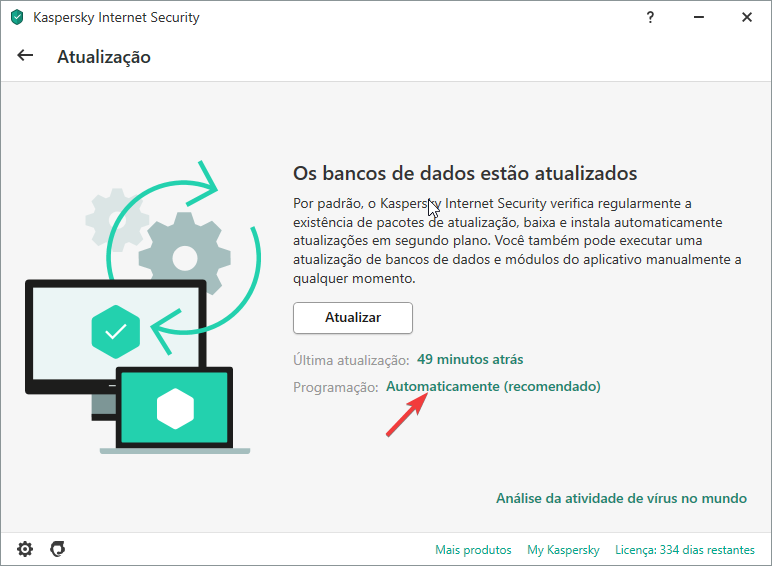 Kaspersky Internet Security
?
Atualização
Os bancos de dados estão atualizados
Por padrão, o Kaspersky Internet Security verifica regularmente a
existência de pacotes de atualização, baixa e instala automaticamente
atualizações em segundo plano. Você também pode executar uma
atualização de bancos de dados e módulos do aplicativo manualmente a
qualquer momento.
Atualizar
Última atualização: 49 minutos atrás
Programação: Automaticamente (recomendado)
Análise da atividade de vírus no mundo
Mais produtos My Kaspersky Licença: 334 dias restantes